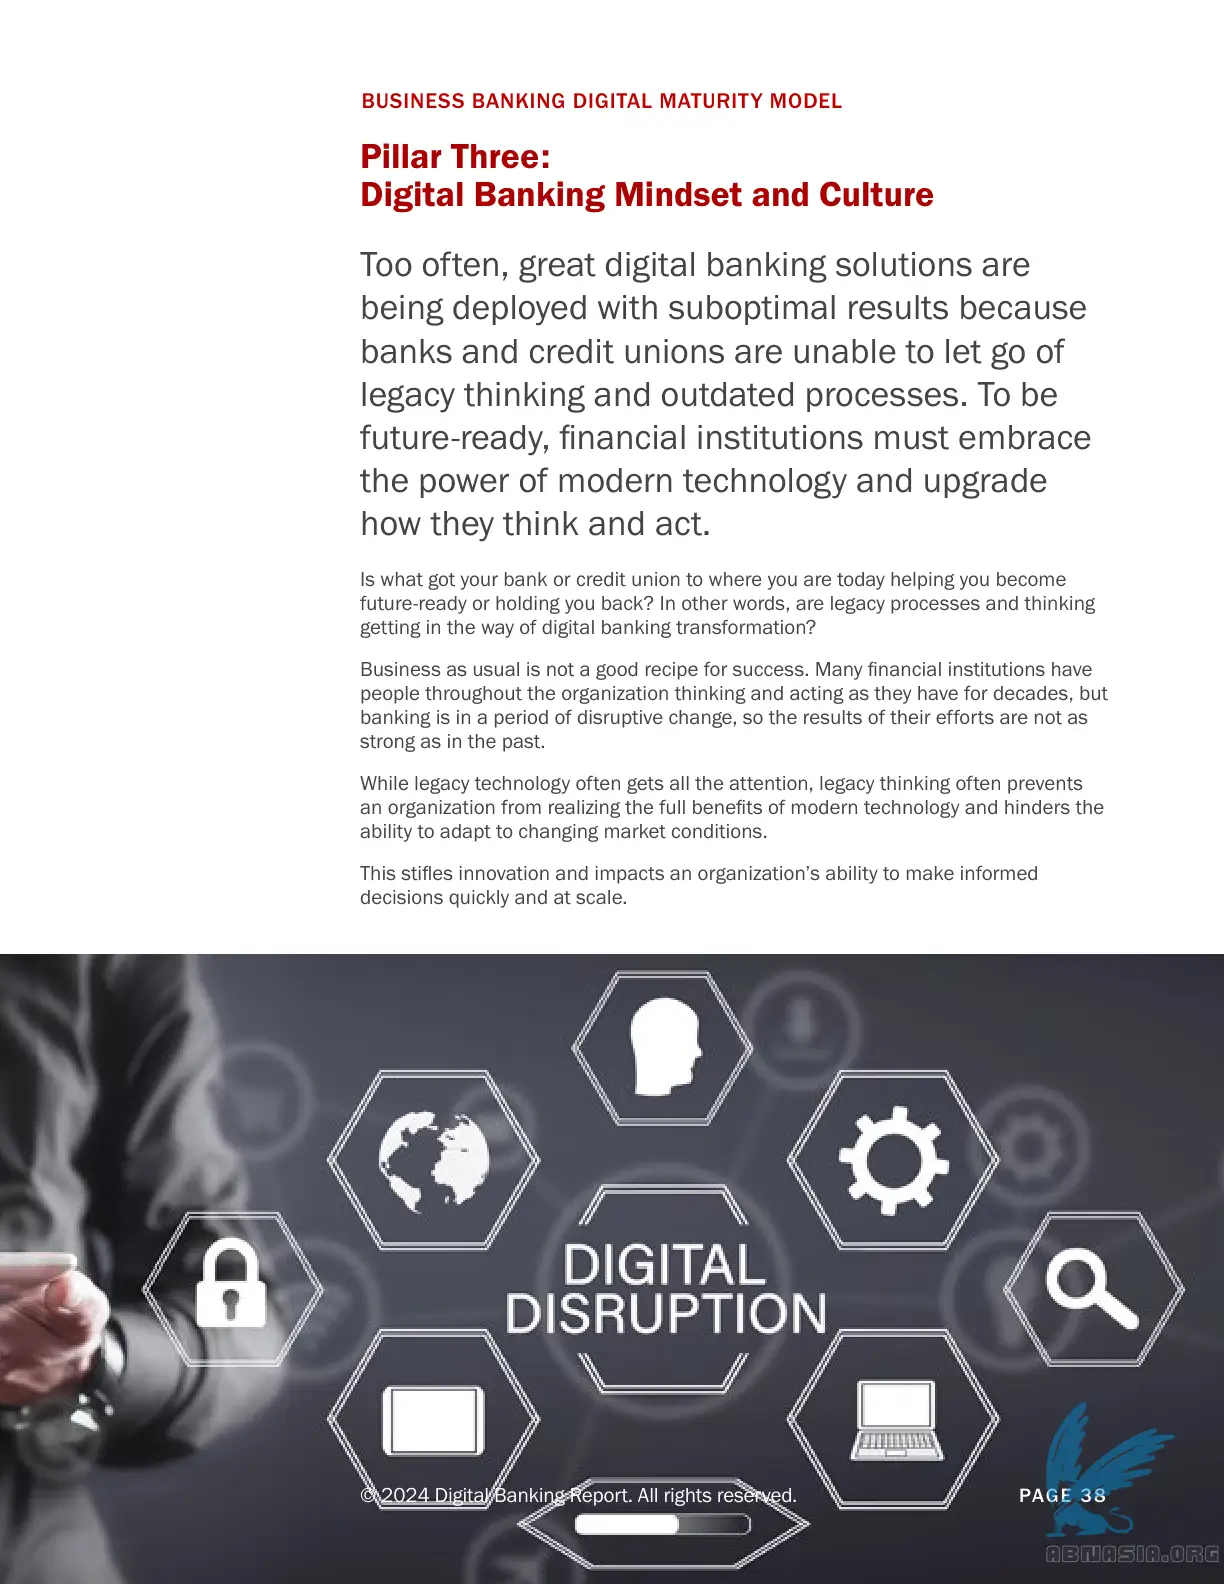 BUSINESS BANKING DIGITAL MATURITY MODEL
Pillar Three:
Digital Banking Mindset and Culture
Too often, great digital banking solutions are
being deployed with suboptimal results because
banks and credit unions are unable to let go of
legacy thinking and outdated processes. To be
future-ready, financial institutions must embrace
the power of modern technology and upgrade
how they think and act.
Is what got your bank or credit union to where you are today helping you become
future-ready or holding you back? In other words, are legacy processes and thinking
getting in the way of digital banking transformation?
Business as usual is not a good recipe for success. Many financial institutions have
people throughout the organization thinking and acting as they have for decades, but
banking is in a period of disruptive change, so the results of their efforts are not as
strong as in the past.
While legacy technology often gets all the attention, legacy thinking often prevents
an organization from realizing the full benefits of modern technology and hinders the
ability to adapt to changing market conditions.
This stifles innovation and impacts an organization’s ability to make informed
decisions quickly and at scale.
DIGITAL
DISRUPTION
© 2024 Digital Banking Report. All rights reserved.
PAGE 38
ABNASIA.ORG